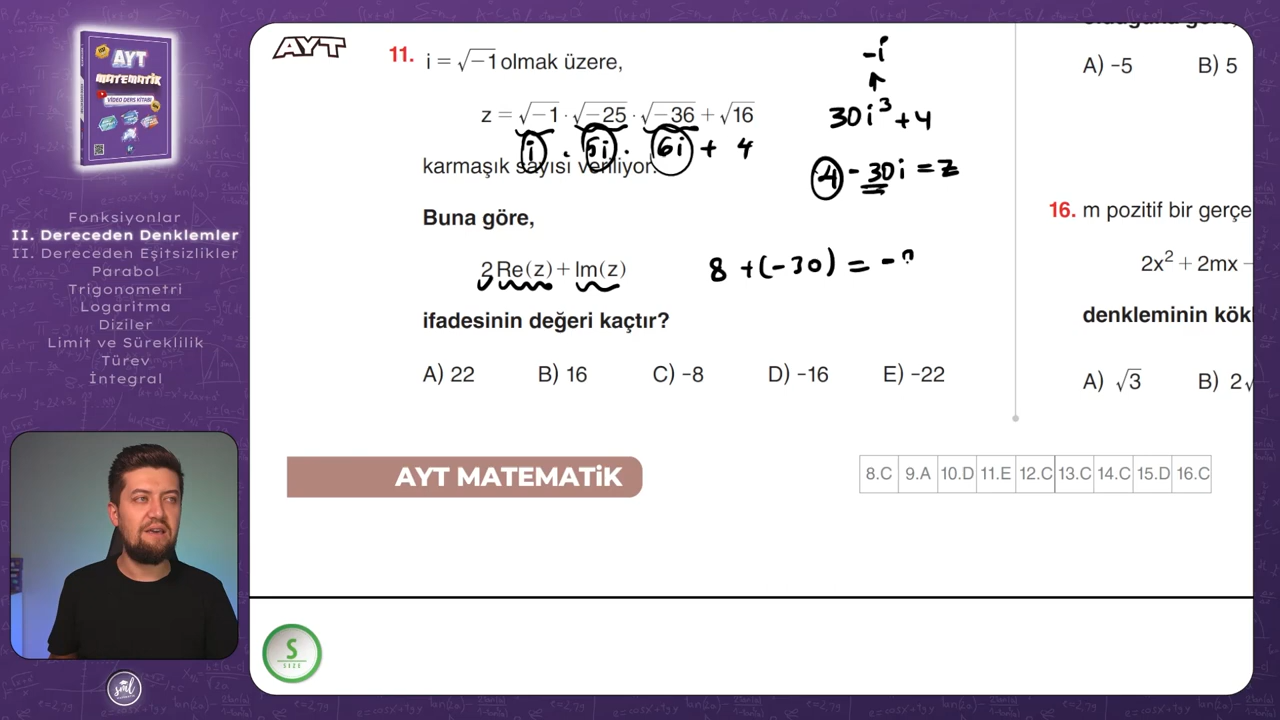 AYT
MATEMATİK
VİDEO DERS KİTABI
Fonksiyonlar
II. Dereceden Denklemler
II. Dereceden Eşitsizlikler
Parabol
Trigonometri
Logaritma
Diziler
Limit ve Süreklilik
Türev
İntegral
sml
AYT
11. i = √−1 olmak üzere,
z = √−1 · √−25 · √−36 + √16
i . 5i . 6i + 4
karmaşık sayısı veriliyor.
Buna göre,
2Re(z) + Im(z)
ifadesinin değeri kaçtır?
A) 22 B) 16 C) −8 D) −16 E) −22
-i
30i³ + 4
4 - 30i = z
8 + (-30) = -
A) −5 B) 5
16. m pozitif bir gerçe
2x² + 2mx −
denkleminin kökl
A) √3 B) 2√
AYT MATEMATİK
8.C 9.A 10.D 11.E 12.C 13.C 14.C 15.D 16.C
S
SIZE